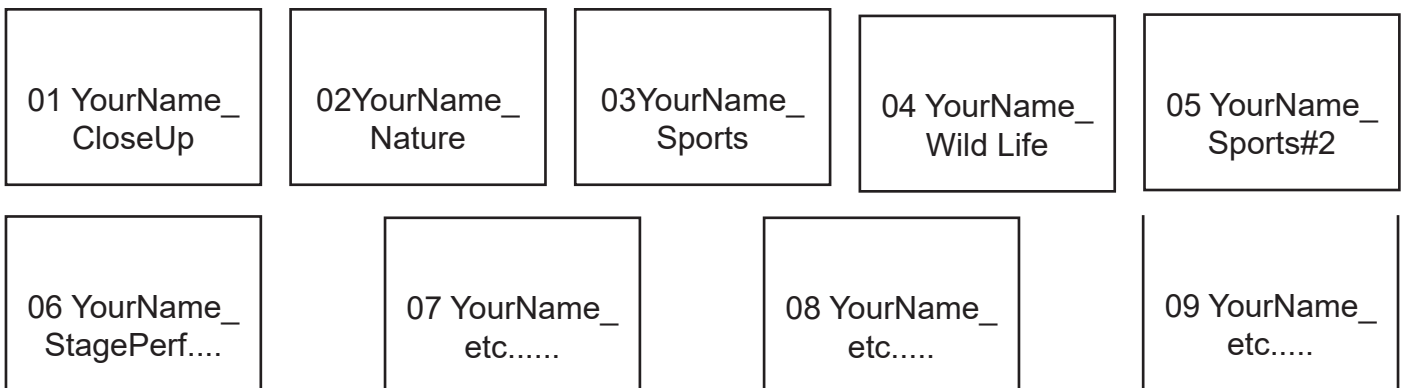 01 YourName_
CloseUp
02YourName_
Nature
03YourName_
Sports
04 YourName_
Wild Life
05 YourName_
Sports#2
06 YourName_
StagePerf....
07 YourName_
etc......
08 YourName_
etc.....
09 YourName_
etc.....